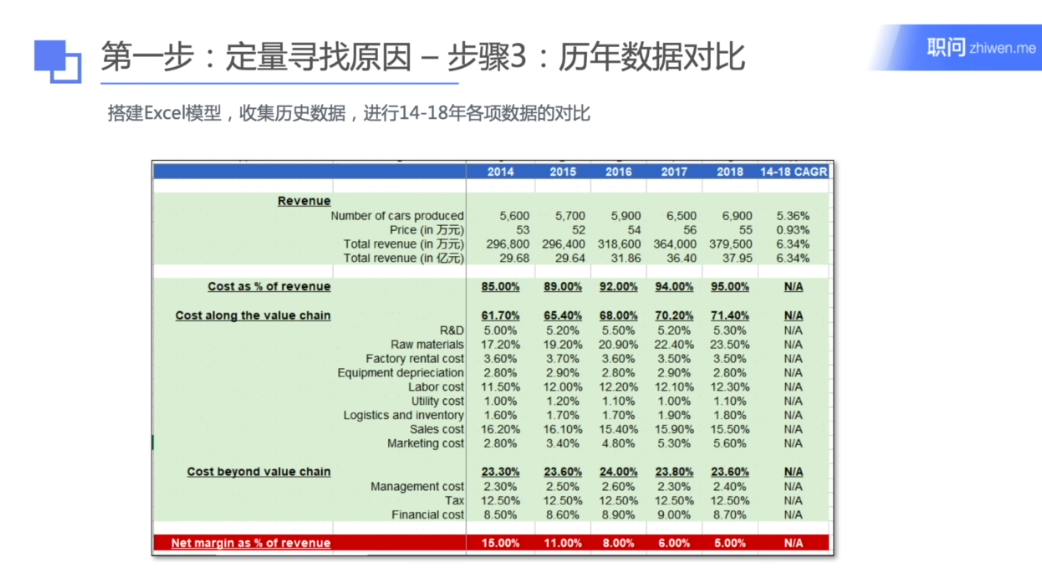 第一步：定量寻找原因 – 步骤3：历年数据对比
职问 zhiwen.me
搭建Excel模型，收集历史数据，进行14-18年各项数据的对比
2014 2015 2016 2017 2018 14-18 CAGR
Revenue
Number of cars produced 5,600 5,700 5,900 6,500 6,900 5.36%
Price (in 万元) 53 52 54 56 55 0.93%
Total revenue (in 万元) 296,800 296,400 318,600 364,000 379,500 6.34%
Total revenue (in 亿元) 29.68 29.64 31.86 36.40 37.95 6.34%
Cost as % of revenue 85.00% 89.00% 92.00% 94.00% 95.00% N/A
Cost along the value chain 61.70% 65.40% 68.00% 70.20% 71.40% N/A
R&D 5.00% 5.20% 5.50% 5.20% 5.30% N/A
Raw materials 17.20% 19.20% 20.90% 22.40% 23.50% N/A
Factory rental cost 3.60% 3.70% 3.60% 3.50% 3.50% N/A
Equipment depreciation 2.80% 2.90% 2.80% 2.90% 2.80% N/A
Labor cost 11.50% 12.00% 12.20% 12.10% 12.30% N/A
Utility cost 1.00% 1.20% 1.10% 1.00% 1.10% N/A
Logistics and inventory 1.60% 1.70% 1.70% 1.90% 1.80% N/A
Sales cost 16.20% 16.10% 15.40% 15.90% 15.50% N/A
Marketing cost 2.80% 3.40% 4.80% 5.30% 5.60% N/A
Cost beyond value chain 23.30% 23.60% 24.00% 23.80% 23.60% N/A
Management cost 2.30% 2.50% 2.60% 2.30% 2.40% N/A
Tax 12.50% 12.50% 12.50% 12.50% 12.50% N/A
Financial cost 8.50% 8.60% 8.90% 9.00% 8.70% N/A
Net margin as % of revenue 15.00% 11.00% 8.00% 6.00% 5.00% N/A